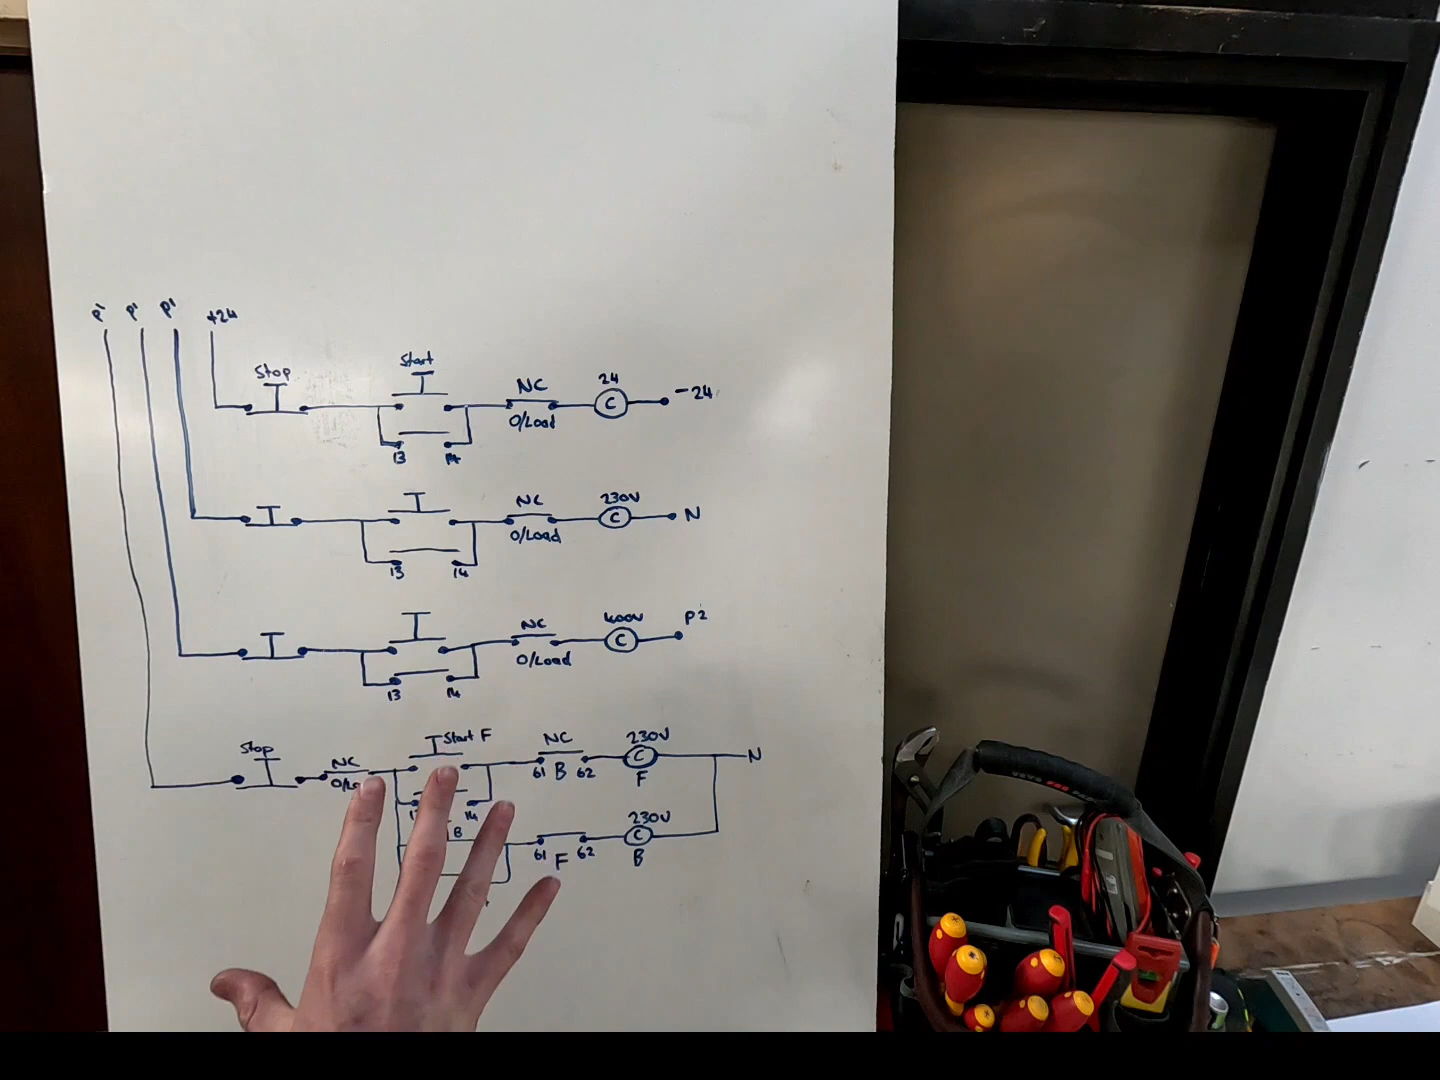 P1 P1 P1 +24
Stop Start NC 24 -24
C
O/Load
13 14
NC 230V
C N
O/Load
13 14
NC 400V P2
C
O/Load
13 14
Stop NC Start F NC 230V
C N
61 B 62 F
14
B 230V
C
61 F 62 B